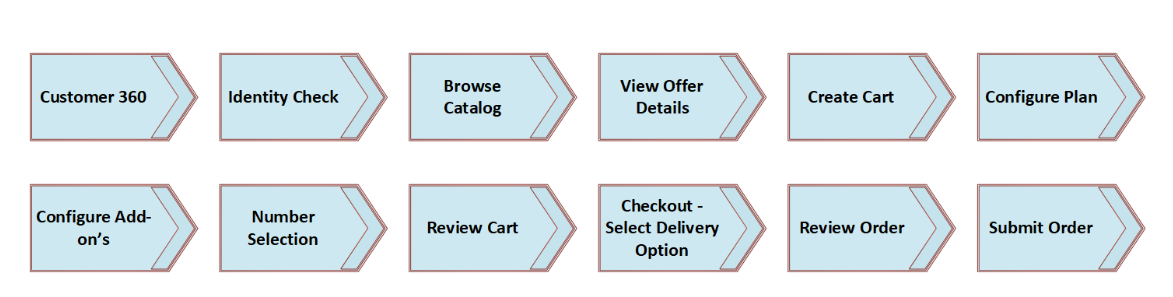 Customer 360
Identity Check
Browse
Catalog
View Offer
Details
Create Cart
Configure Plan
Configure Add-
on’s
Number
Selection
Review Cart
Checkout -
Select Delivery
Option
Review Order
Submit Order